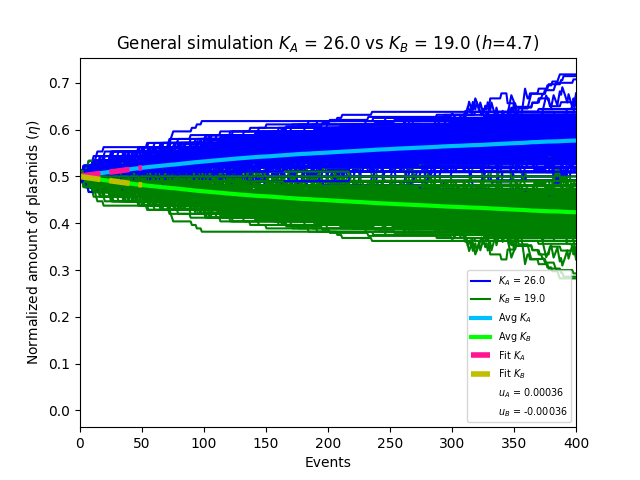 General simulation K_A = 26.0 vs K_B = 19.0 (h=4.7)
Normalized amount of plasmids (η)
0.7
0.6
0.5
0.4
0.3
0.2
0.1
0.0
K_A = 26.0
K_B = 19.0
Avg K_A
Avg K_B
Fit K_A
Fit K_B
u_A = 0.00036
u_B = -0.00036
0 50 100 150 200 250 300 350 400
Events